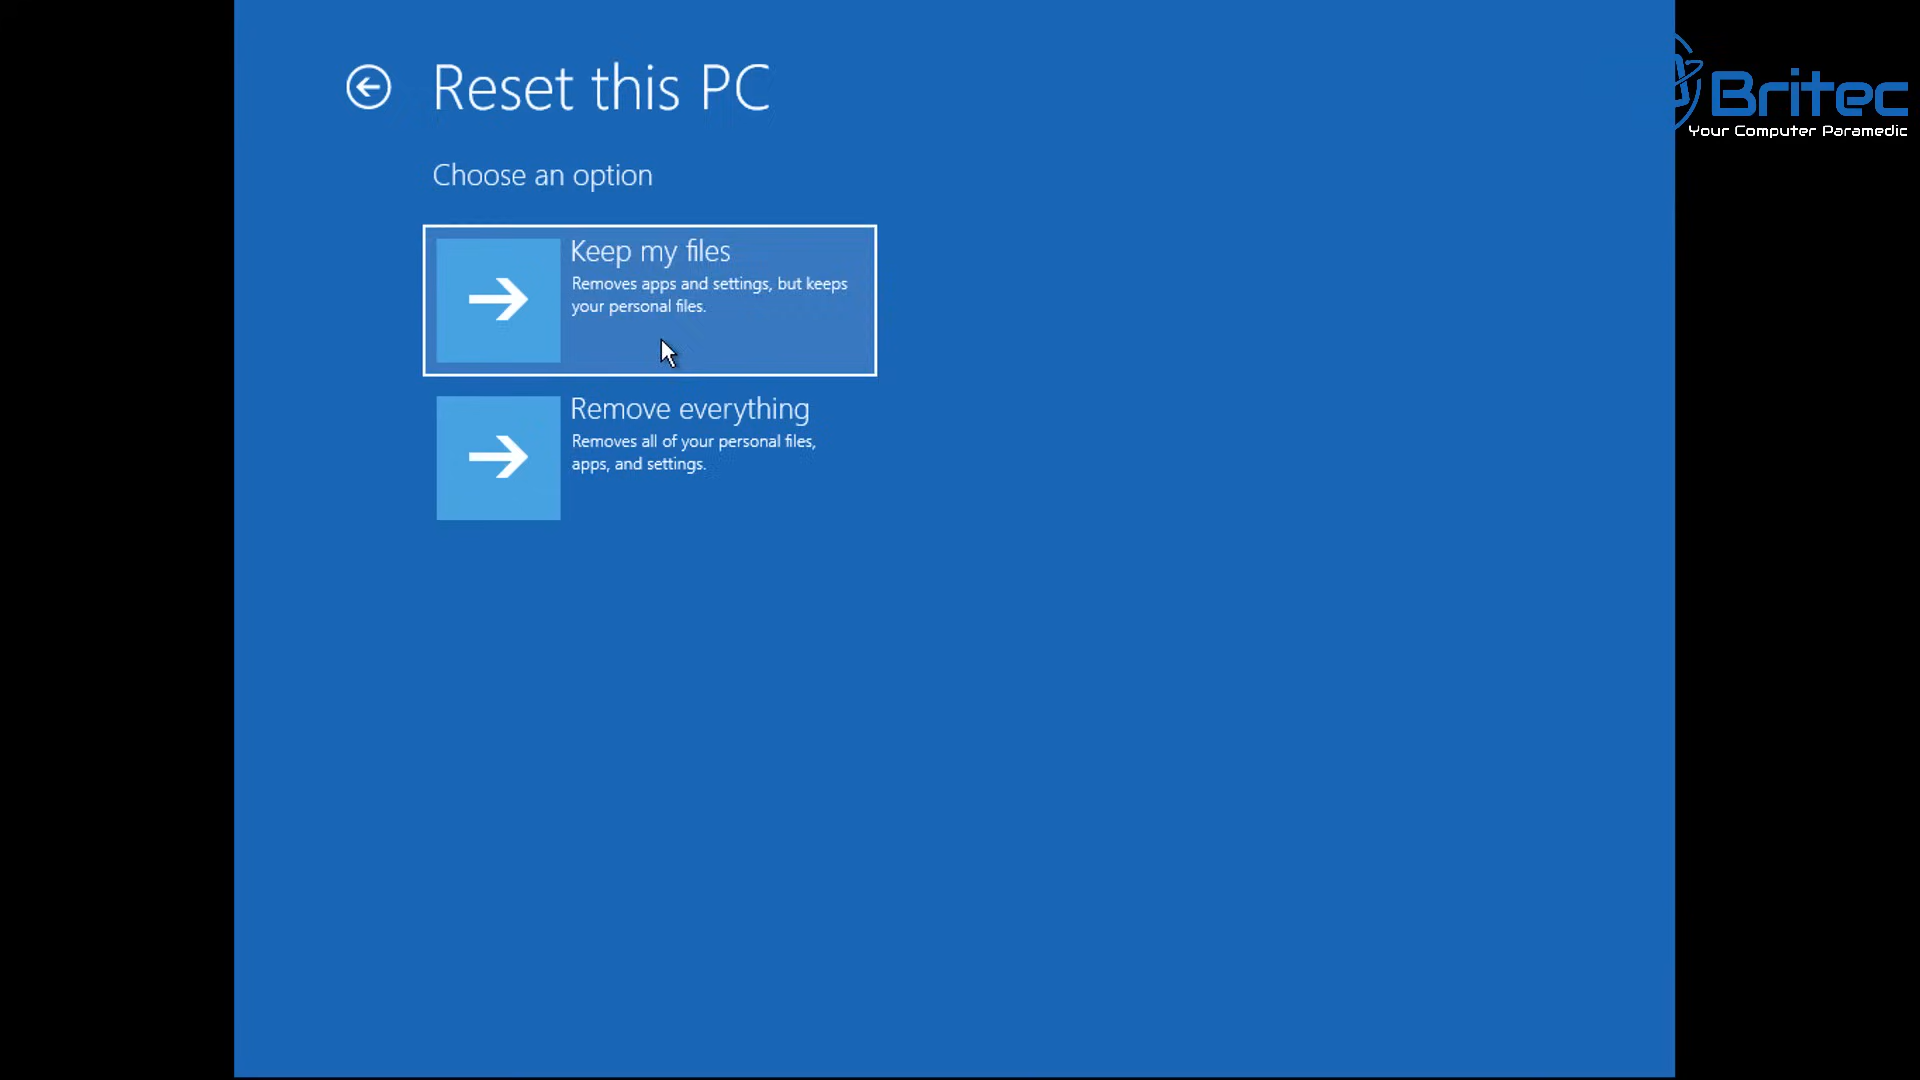 Reset this PC
Britec
Your Computer Paramedic
Choose an option
Keep my files
Removes apps and settings, but keeps
your personal files.
Remove everything
Removes all of your personal files,
apps, and settings.